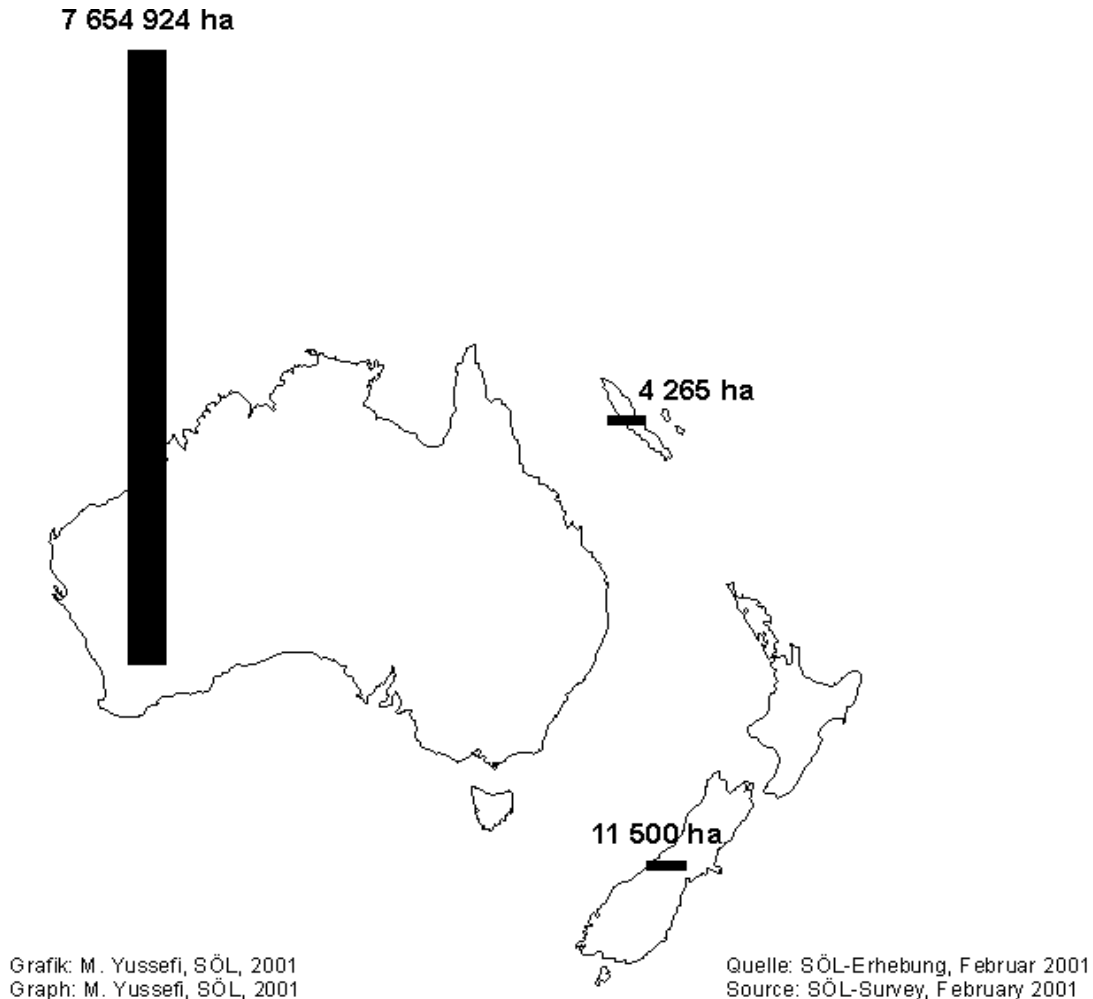 7 654 924 ha
4 265 ha
11 500 ha
Grafik: M. Yussefi, SÖL, 2001
Graph: M. Yussefi, SÖL, 2001
Quelle: SÖL-Erhebung, Februar 2001
Source: SÖL-Survey, February 2001